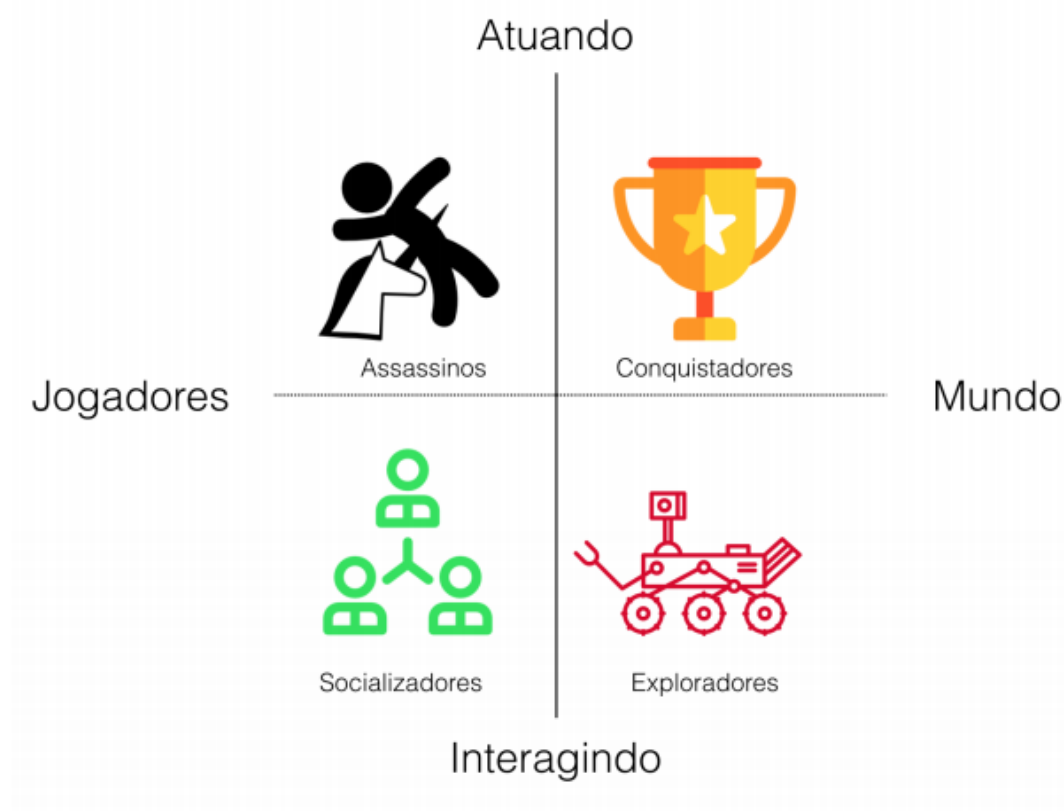 Atuando
Assassinos
Conquistadores
Jogadores
Mundo
Socializadores
Exploradores
Interagindo